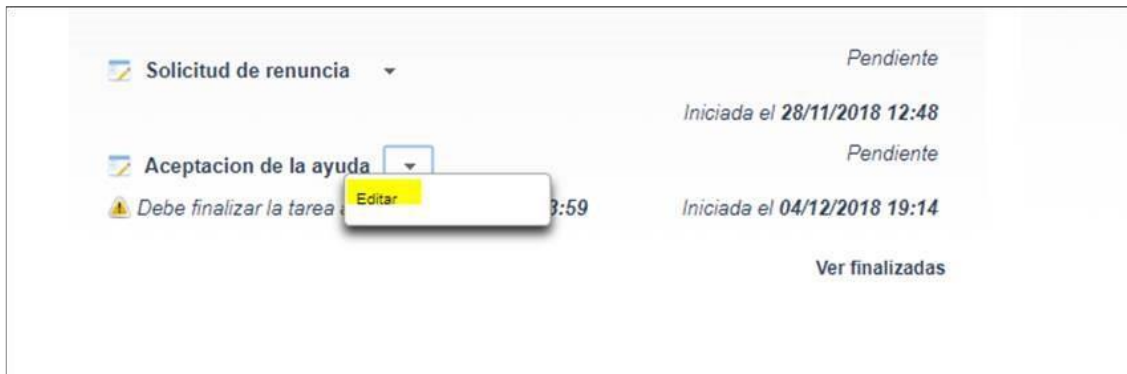 Solicitud de renuncia Pendiente
Iniciada el 28/11/2018 12:48
Aceptacion de la ayuda Pendiente
Editar
Debe finalizar la tarea 3:59 Iniciada el 04/12/2018 19:14
Ver finalizadas